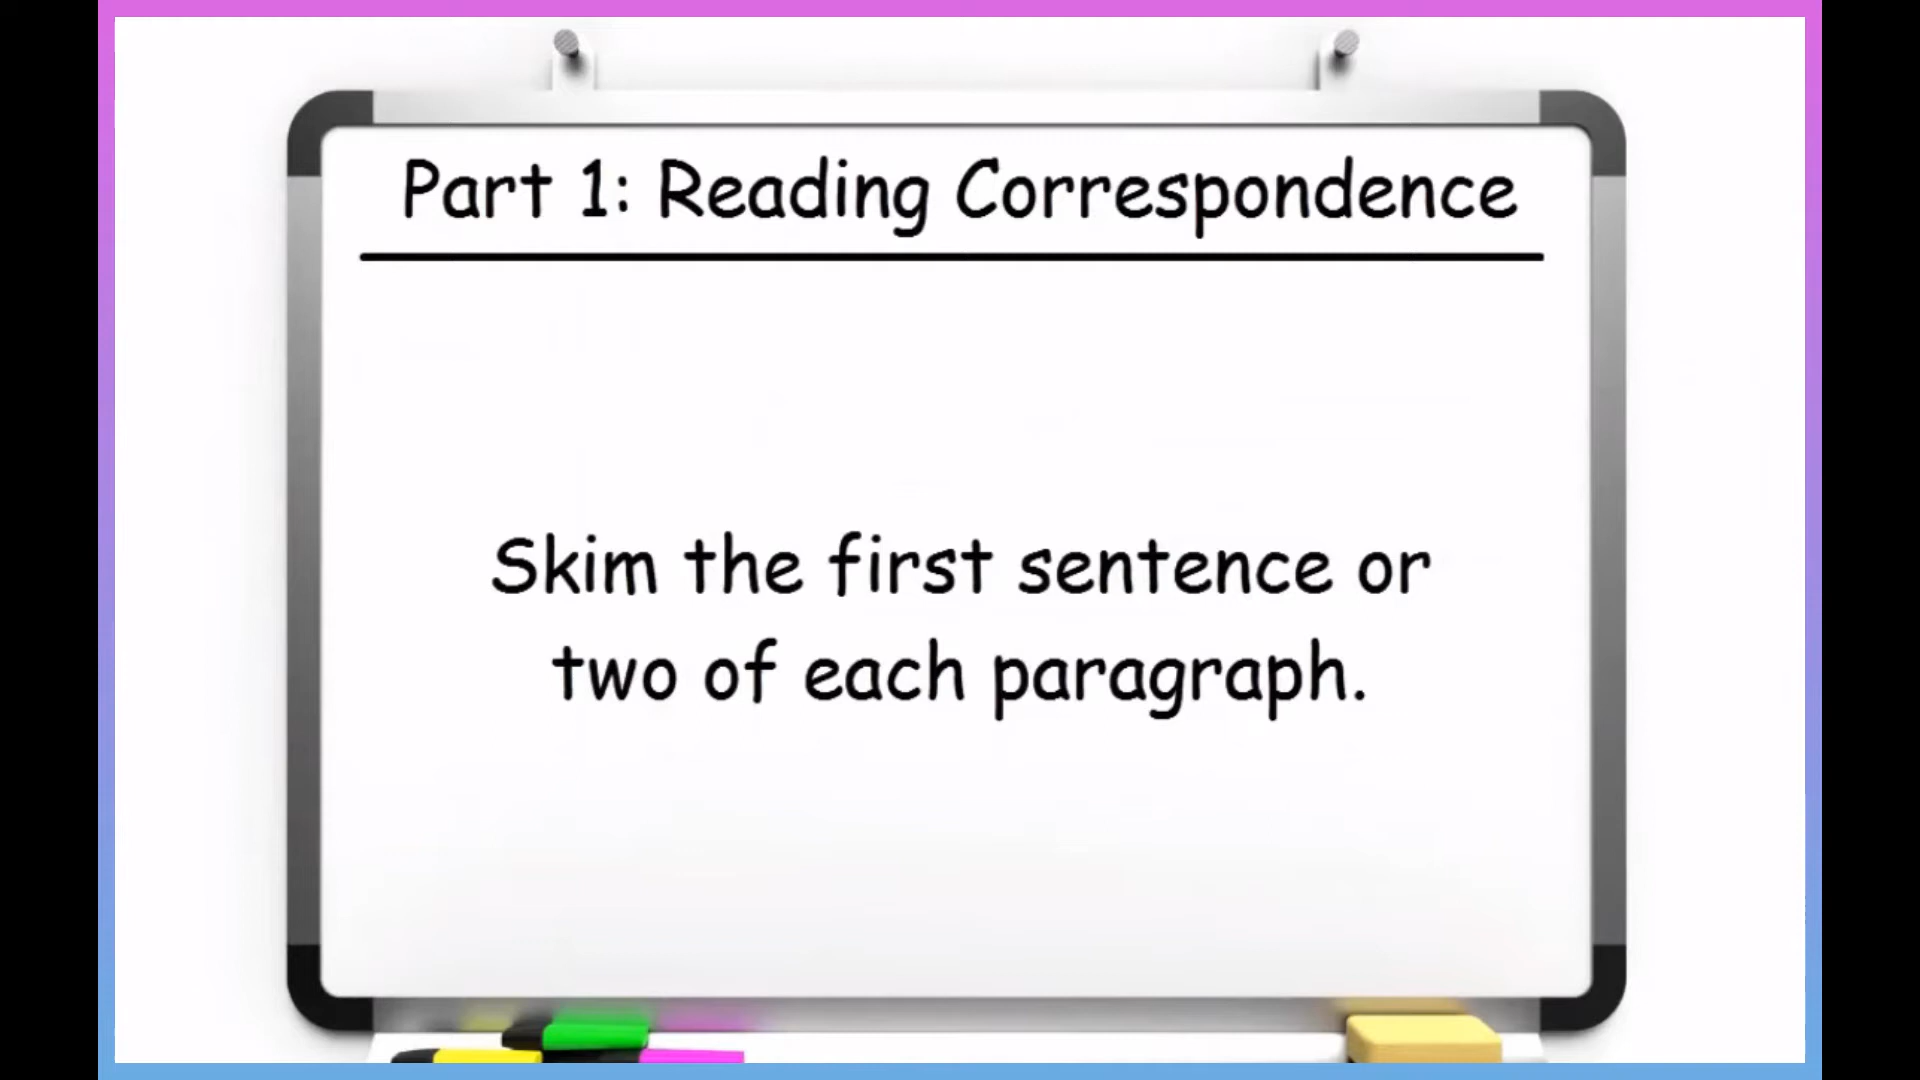 Part 1: Reading Correspondence
Skim the first sentence or
two of each paragraph.